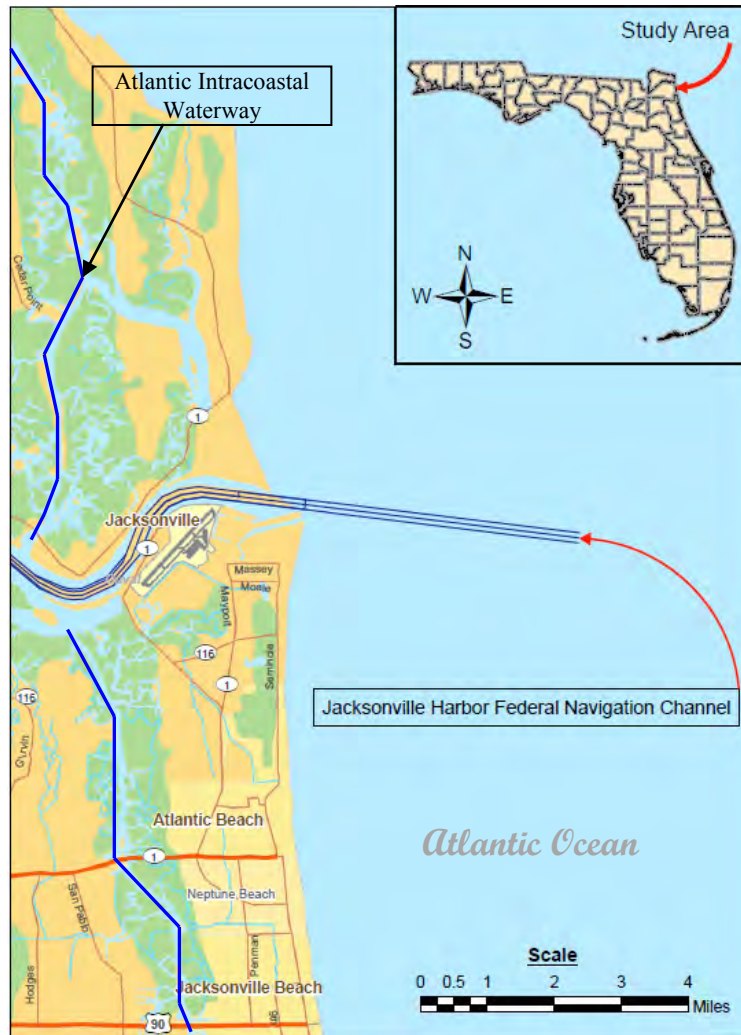 Study Area
Atlantic Intracoastal
Waterway
N
W E
S
Cedar Point
1
Jacksonville
1
Massey
Moale
Mayport
116
1
Seminole
116
Girvin
Jacksonville Harbor Federal Navigation Channel
Atlantic Beach
Atlantic Ocean
1
Neptune Beach
San Pablo
Hodges
Penman
Jacksonville Beach
90
Scale
0 0.5 1 2 3 4
Miles